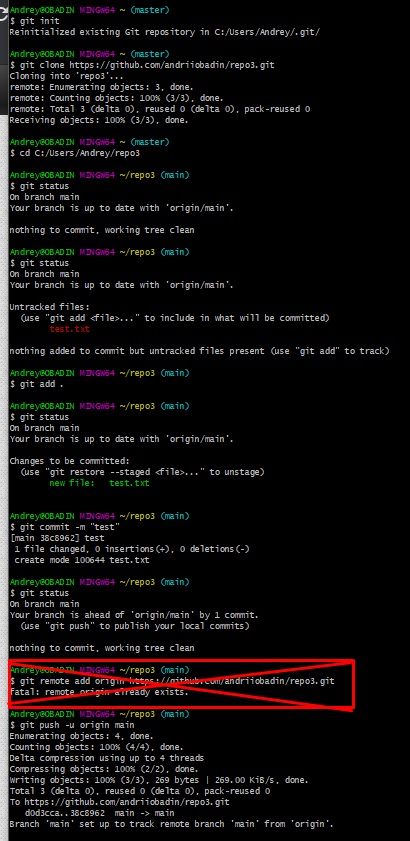 Andrey@OBADIN MINGW64 ~ (master)
$ git init
Reinitialized existing Git repository in C:/Users/Andrey/.git/
Andrey@OBADIN MINGW64 ~ (master)
$ git clone https://github.com/andriiobadin/repo3.git
Cloning into 'repo3'...
remote: Enumerating objects: 3, done.
remote: Counting objects: 100% (3/3), done.
remote: Total 3 (delta 0), reused 0 (delta 0), pack-reused 0
Receiving objects: 100% (3/3), done.
Andrey@OBADIN MINGW64 ~ (master)
$ cd C:/Users/Andrey/repo3
Andrey@OBADIN MINGW64 ~/repo3 (main)
$ git status
On branch main
Your branch is up to date with 'origin/main'.
nothing to commit, working tree clean
Andrey@OBADIN MINGW64 ~/repo3 (main)
$ git status
On branch main
Your branch is up to date with 'origin/main'.
Untracked files:
(use "git add <file>..." to include in what will be committed)
test.txt
nothing added to commit but untracked files present (use "git add" to track)
Andrey@OBADIN MINGW64 ~/repo3 (main)
$ git add .
Andrey@OBADIN MINGW64 ~/repo3 (main)
$ git status
On branch main
Your branch is up to date with 'origin/main'.
Changes to be committed:
(use "git restore --staged <file>..." to unstage)
new file:   test.txt
Andrey@OBADIN MINGW64 ~/repo3 (main)
$ git commit -m "test"
[main 38c8962] test
1 file changed, 0 insertions(+), 0 deletions(-)
create mode 100644 test.txt
Andrey@OBADIN MINGW64 ~/repo3 (main)
$ git status
On branch main
Your branch is ahead of 'origin/main' by 1 commit.
(use "git push" to publish your local commits)
nothing to commit, working tree clean
Andrey@OBADIN MINGW64 ~/repo3 (main)
$ git remote add origin https://github.com/andriiobadin/repo3.git
fatal: remote origin already exists.
Andrey@OBADIN MINGW64 ~/repo3 (main)
$ git push -u origin main
Enumerating objects: 4, done.
Counting objects: 100% (4/4), done.
Delta compression using up to 4 threads
Compressing objects: 100% (2/2), done.
Writing objects: 100% (3/3), 269 bytes | 269.00 KiB/s, done.
Total 3 (delta 0), reused 0 (delta 0), pack-reused 0
To https://github.com/andriiobadin/repo3.git
d0d3cca..38c8962  main -> main
Branch 'main' set up to track remote branch 'main' from 'origin'.